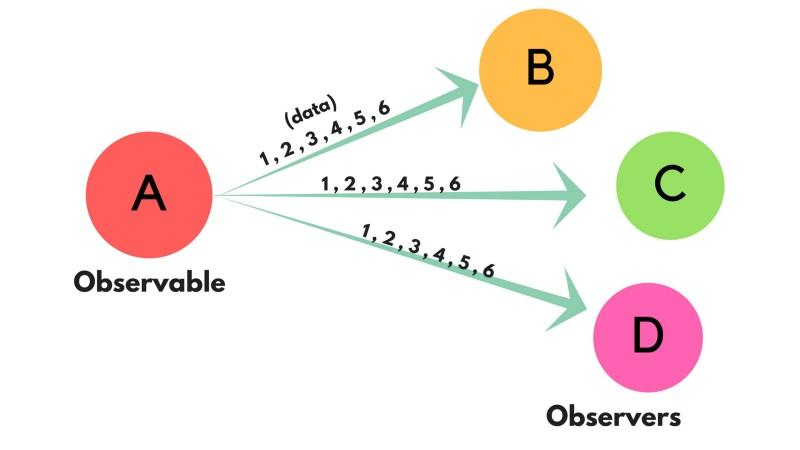 B
(data)
1, 2, 3, 4, 5, 6
A
1, 2, 3, 4, 5, 6
C
1, 2, 3, 4, 5, 6
Observable
D
Observers